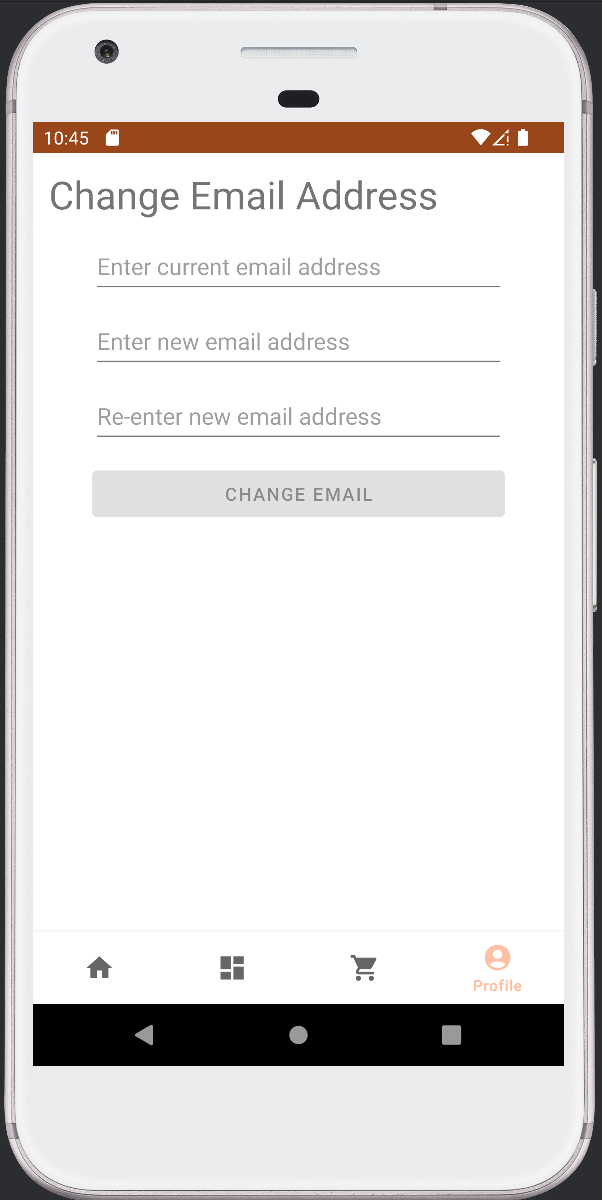 10:45
Change Email Address
Enter current email address
Enter new email address
Re-enter new email address
CHANGE EMAIL
Profile